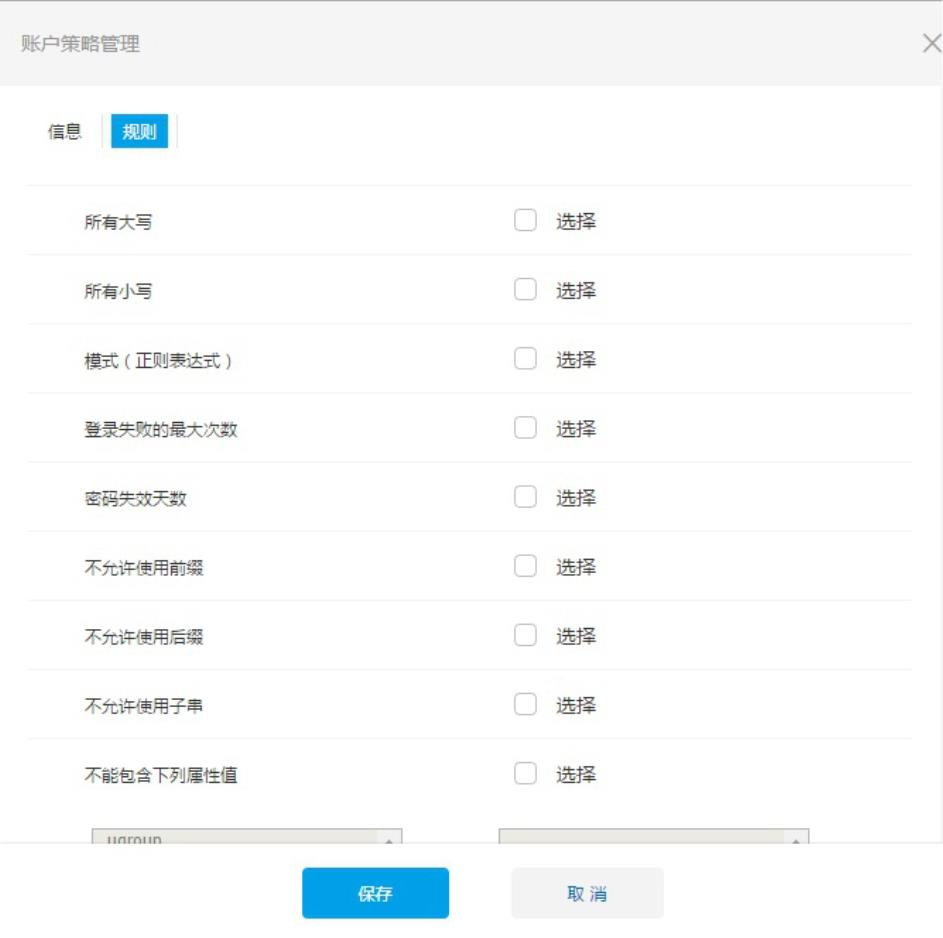 账户策略管理
信息 规则
所有大写 选择
所有小写 选择
模式（正则表达式） 选择
登录失败的最大次数 选择
密码失效天数 选择
不允许使用前缀 选择
不允许使用后缀 选择
不允许使用子串 选择
不能包含下列属性值 选择
ugroup
保存 取 消